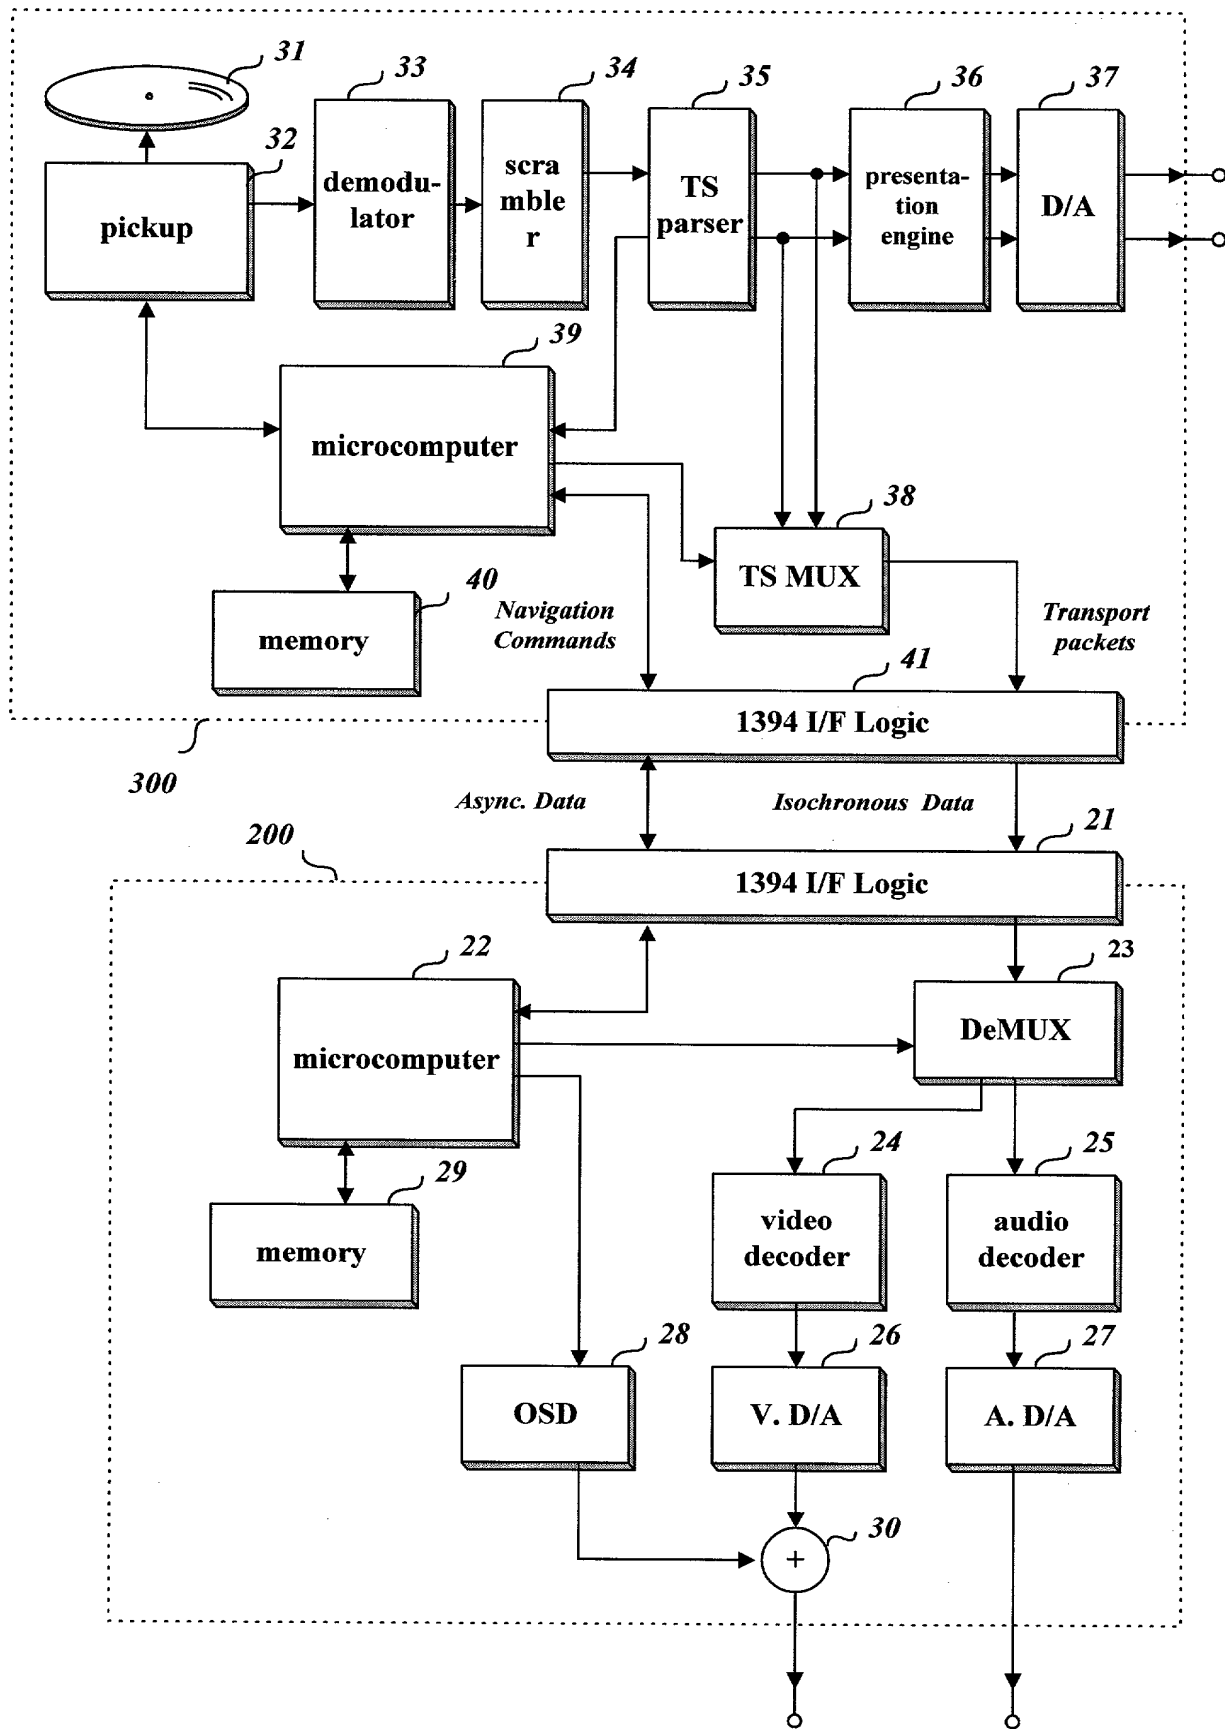 31
33
34
35
36
37
32
pickup
demodu-
lator
scra
mble
r
TS
parser
presenta-
tion
engine
D/A
39
microcomputer
38
TS MUX
40
memory
Navigation
Commands
Transport
packets
41
1394 I/F Logic
300
Async. Data
Isochronous Data
21
200
1394 I/F Logic
22
microcomputer
23
DeMUX
29
memory
24
video
decoder
25
audio
decoder
28
OSD
26
V. D/A
27
A. D/A
30
+